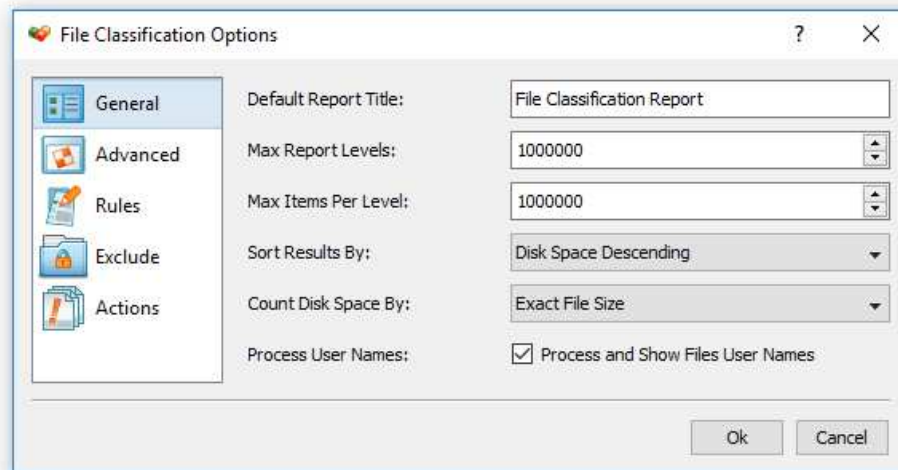 File Classification Options
?
General
Advanced
Rules
Exclude
Actions
Default Report Title: File Classification Report
Max Report Levels: 1000000
Max Items Per Level: 1000000
Sort Results By: Disk Space Descending
Count Disk Space By: Exact File Size
Process User Names: Process and Show Files User Names
Ok Cancel